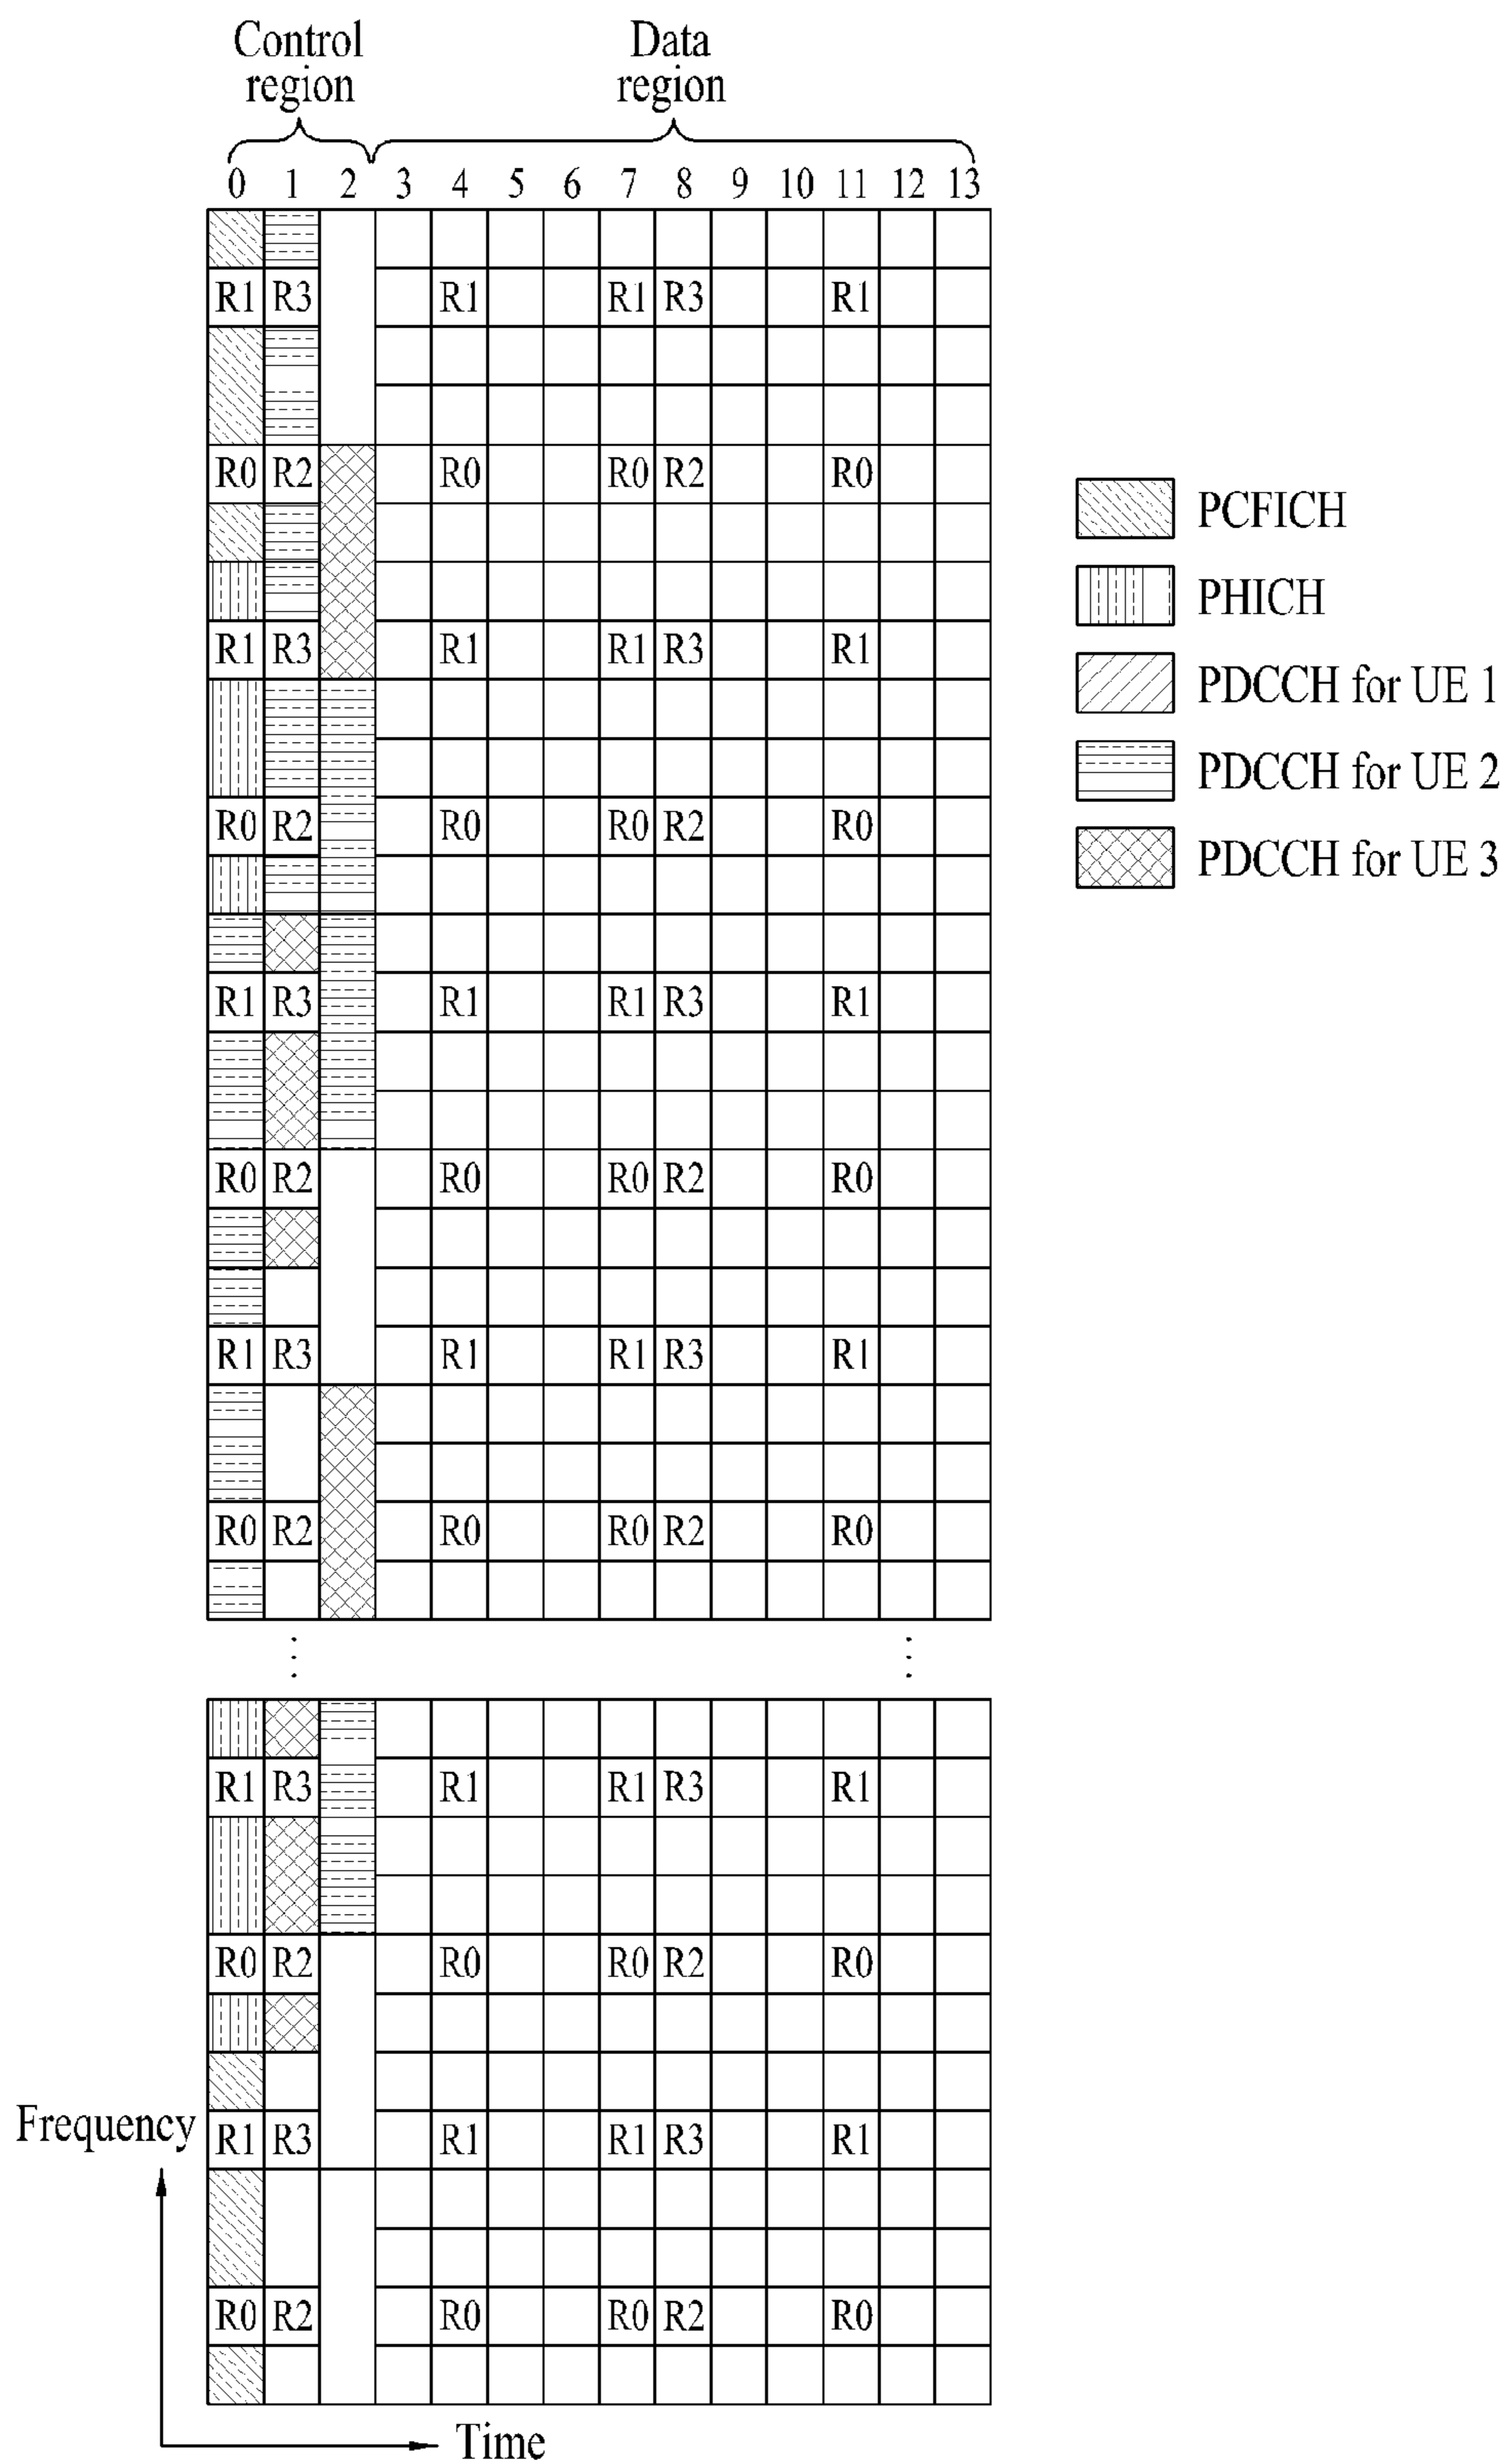 Control Data
region region
0 1 2 3 4 5 6 7 8 9 10 11 12 13
R1 R3 R1 R1 R3 R1
R0 R2 R0 R0 R2 R0
PCFICH
PHICH
R1 R3 R1 R1 R3 R1
PDCCH for UE 1
PDCCH for UE 2
R0 R2 R0 R0 R2 R0
PDCCH for UE 3
R1 R3 R1 R1 R3 R1
R0 R2 R0 R0 R2 R0
R1 R3 R1 R1 R3 R1
R0 R2 R0 R0 R2 R0
R1 R3 R1 R1 R3 R1
R0 R2 R0 R0 R2 R0
Frequency R1 R3 R1 R1 R3 R1
R0 R2 R0 R0 R2 R0
Time